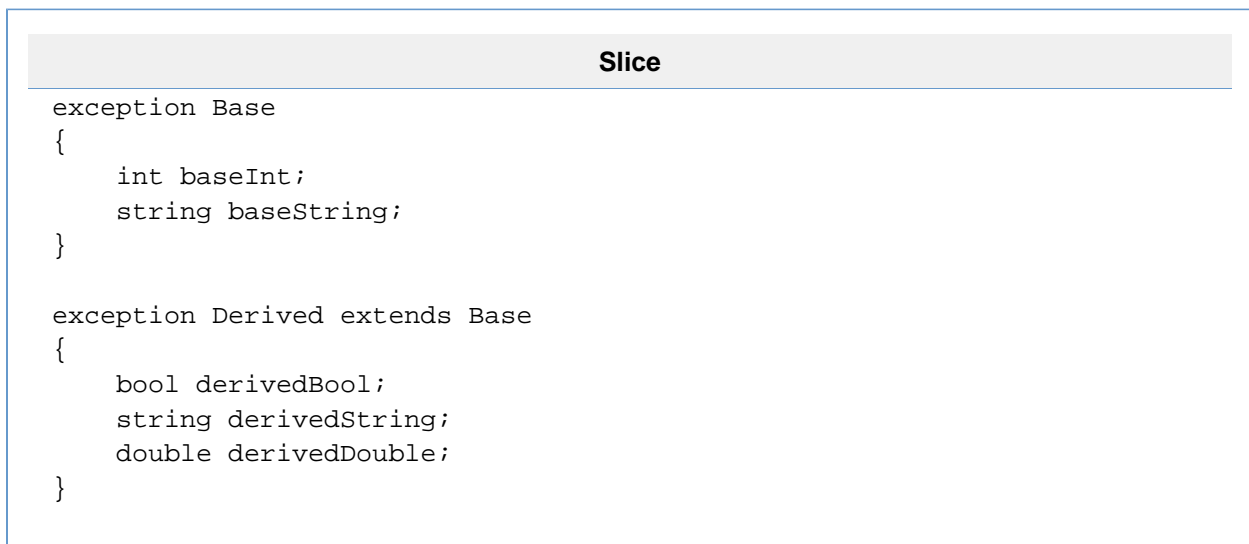 Slice
exception Base
{
    int baseInt;
    string baseString;
}

exception Derived extends Base
{
    bool derivedBool;
    string derivedString;
    double derivedDouble;
}